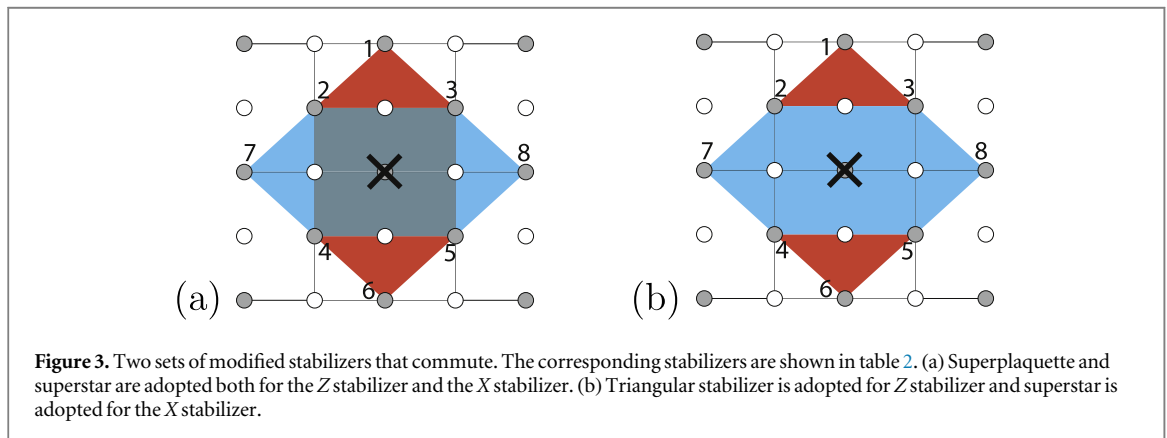 1 1
2 3 2 3
7 8 7 8
4 5 4 5
(a) 6 (b) 6
Figure 3. Two sets of modified stabilizers that commute. The corresponding stabilizers are shown in table 2. (a) Superplaquette and
superstar are adopted both for the Z stabilizer and the X stabilizer. (b) Triangular stabilizer is adopted for Z stabilizer and superstar is
adopted for the X stabilizer.